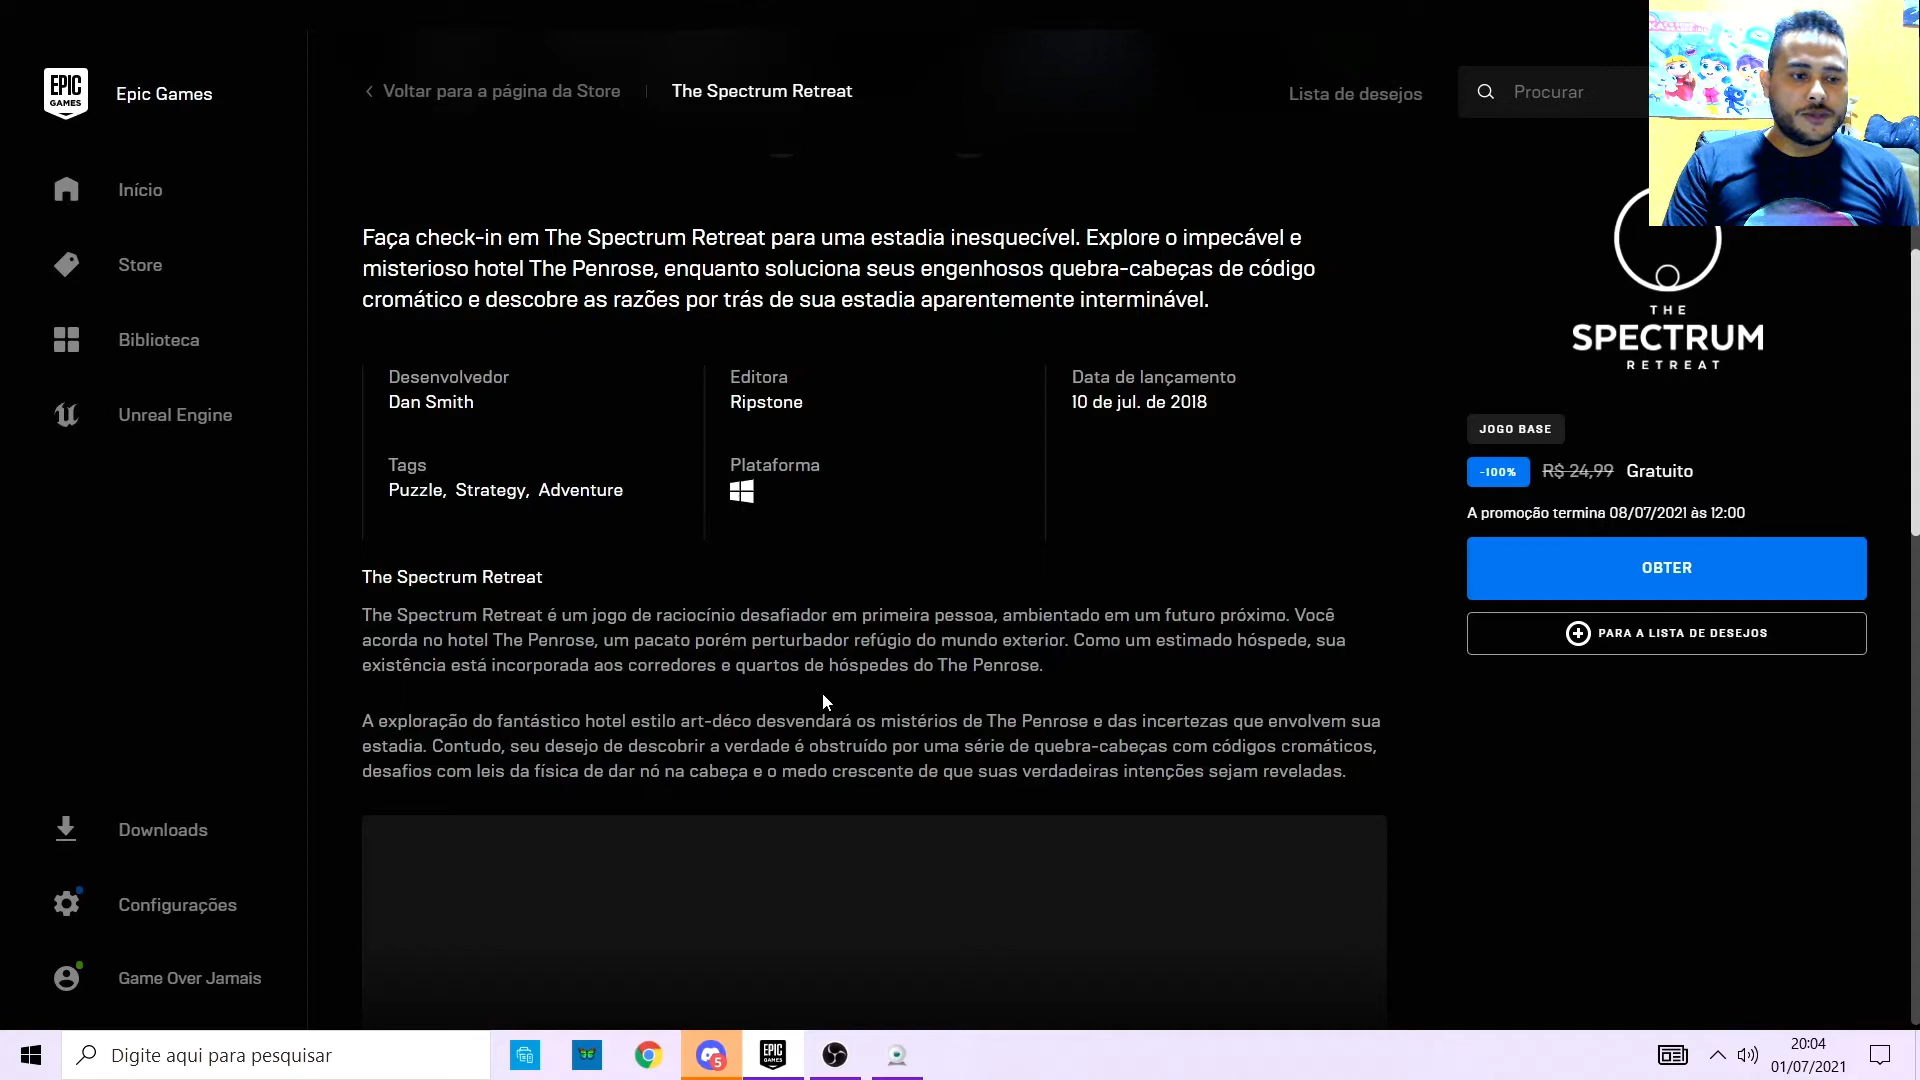 EPIC
GAMES
Epic Games
Voltar para a página da Store
The Spectrum Retreat
Lista de desejos
Procurar
Início
Store
Biblioteca
Unreal Engine
Downloads
Configurações
Game Over Jamais
Faça check-in em The Spectrum Retreat para uma estadia inesquecível. Explore o impecável e
misterioso hotel The Penrose, enquanto soluciona seus engenhosos quebra-cabeças de código
cromático e descobre as razões por trás de sua estadia aparentemente interminável.
Desenvolvedor
Dan Smith
Editora
Ripstone
Data de lançamento
10 de jul. de 2018
Tags
Puzzle, Strategy, Adventure
Plataforma
The Spectrum Retreat
The Spectrum Retreat é um jogo de raciocínio desafiador em primeira pessoa, ambientado em um futuro próximo. Você
acorda no hotel The Penrose, um pacato porém perturbador refúgio do mundo exterior. Como um estimado hóspede, sua
existência está incorporada aos corredores e quartos de hóspedes do The Penrose.
A exploração do fantástico hotel estilo art-déco desvendará os mistérios de The Penrose e das incertezas que envolvem sua
estadia. Contudo, seu desejo de descobrir a verdade é obstruído por uma série de quebra-cabeças com códigos cromáticos,
desafios com leis da física de dar nó na cabeça e o medo crescente de que suas verdadeiras intenções sejam reveladas.
THE
SPECTRUM
RETREAT
JOGO BASE
-100% R$ 24,99 Gratuito
A promoção termina 08/07/2021 às 12:00
OBTER
PARA A LISTA DE DESEJOS
Digite aqui para pesquisar
5
EPIC
GAMES
20:04
01/07/2021